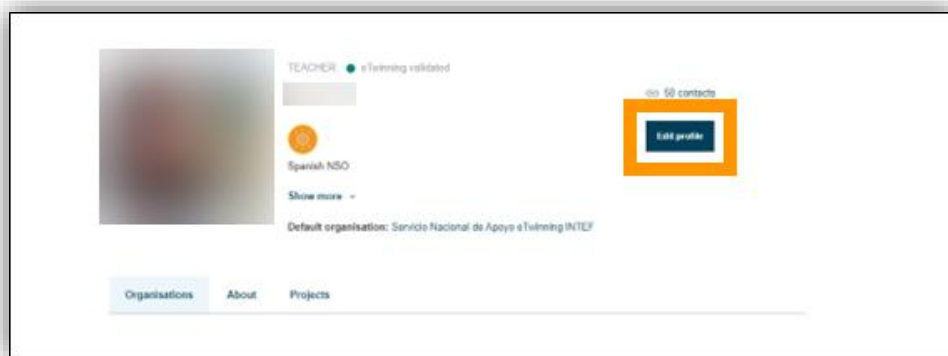 TEACHER eTwinning validated
50 contacts
Edit profile
Spanish NSO
Show more
Default organisation: Servicio Nacional de Apoyo eTwinning INTEF
Organisations About Projects